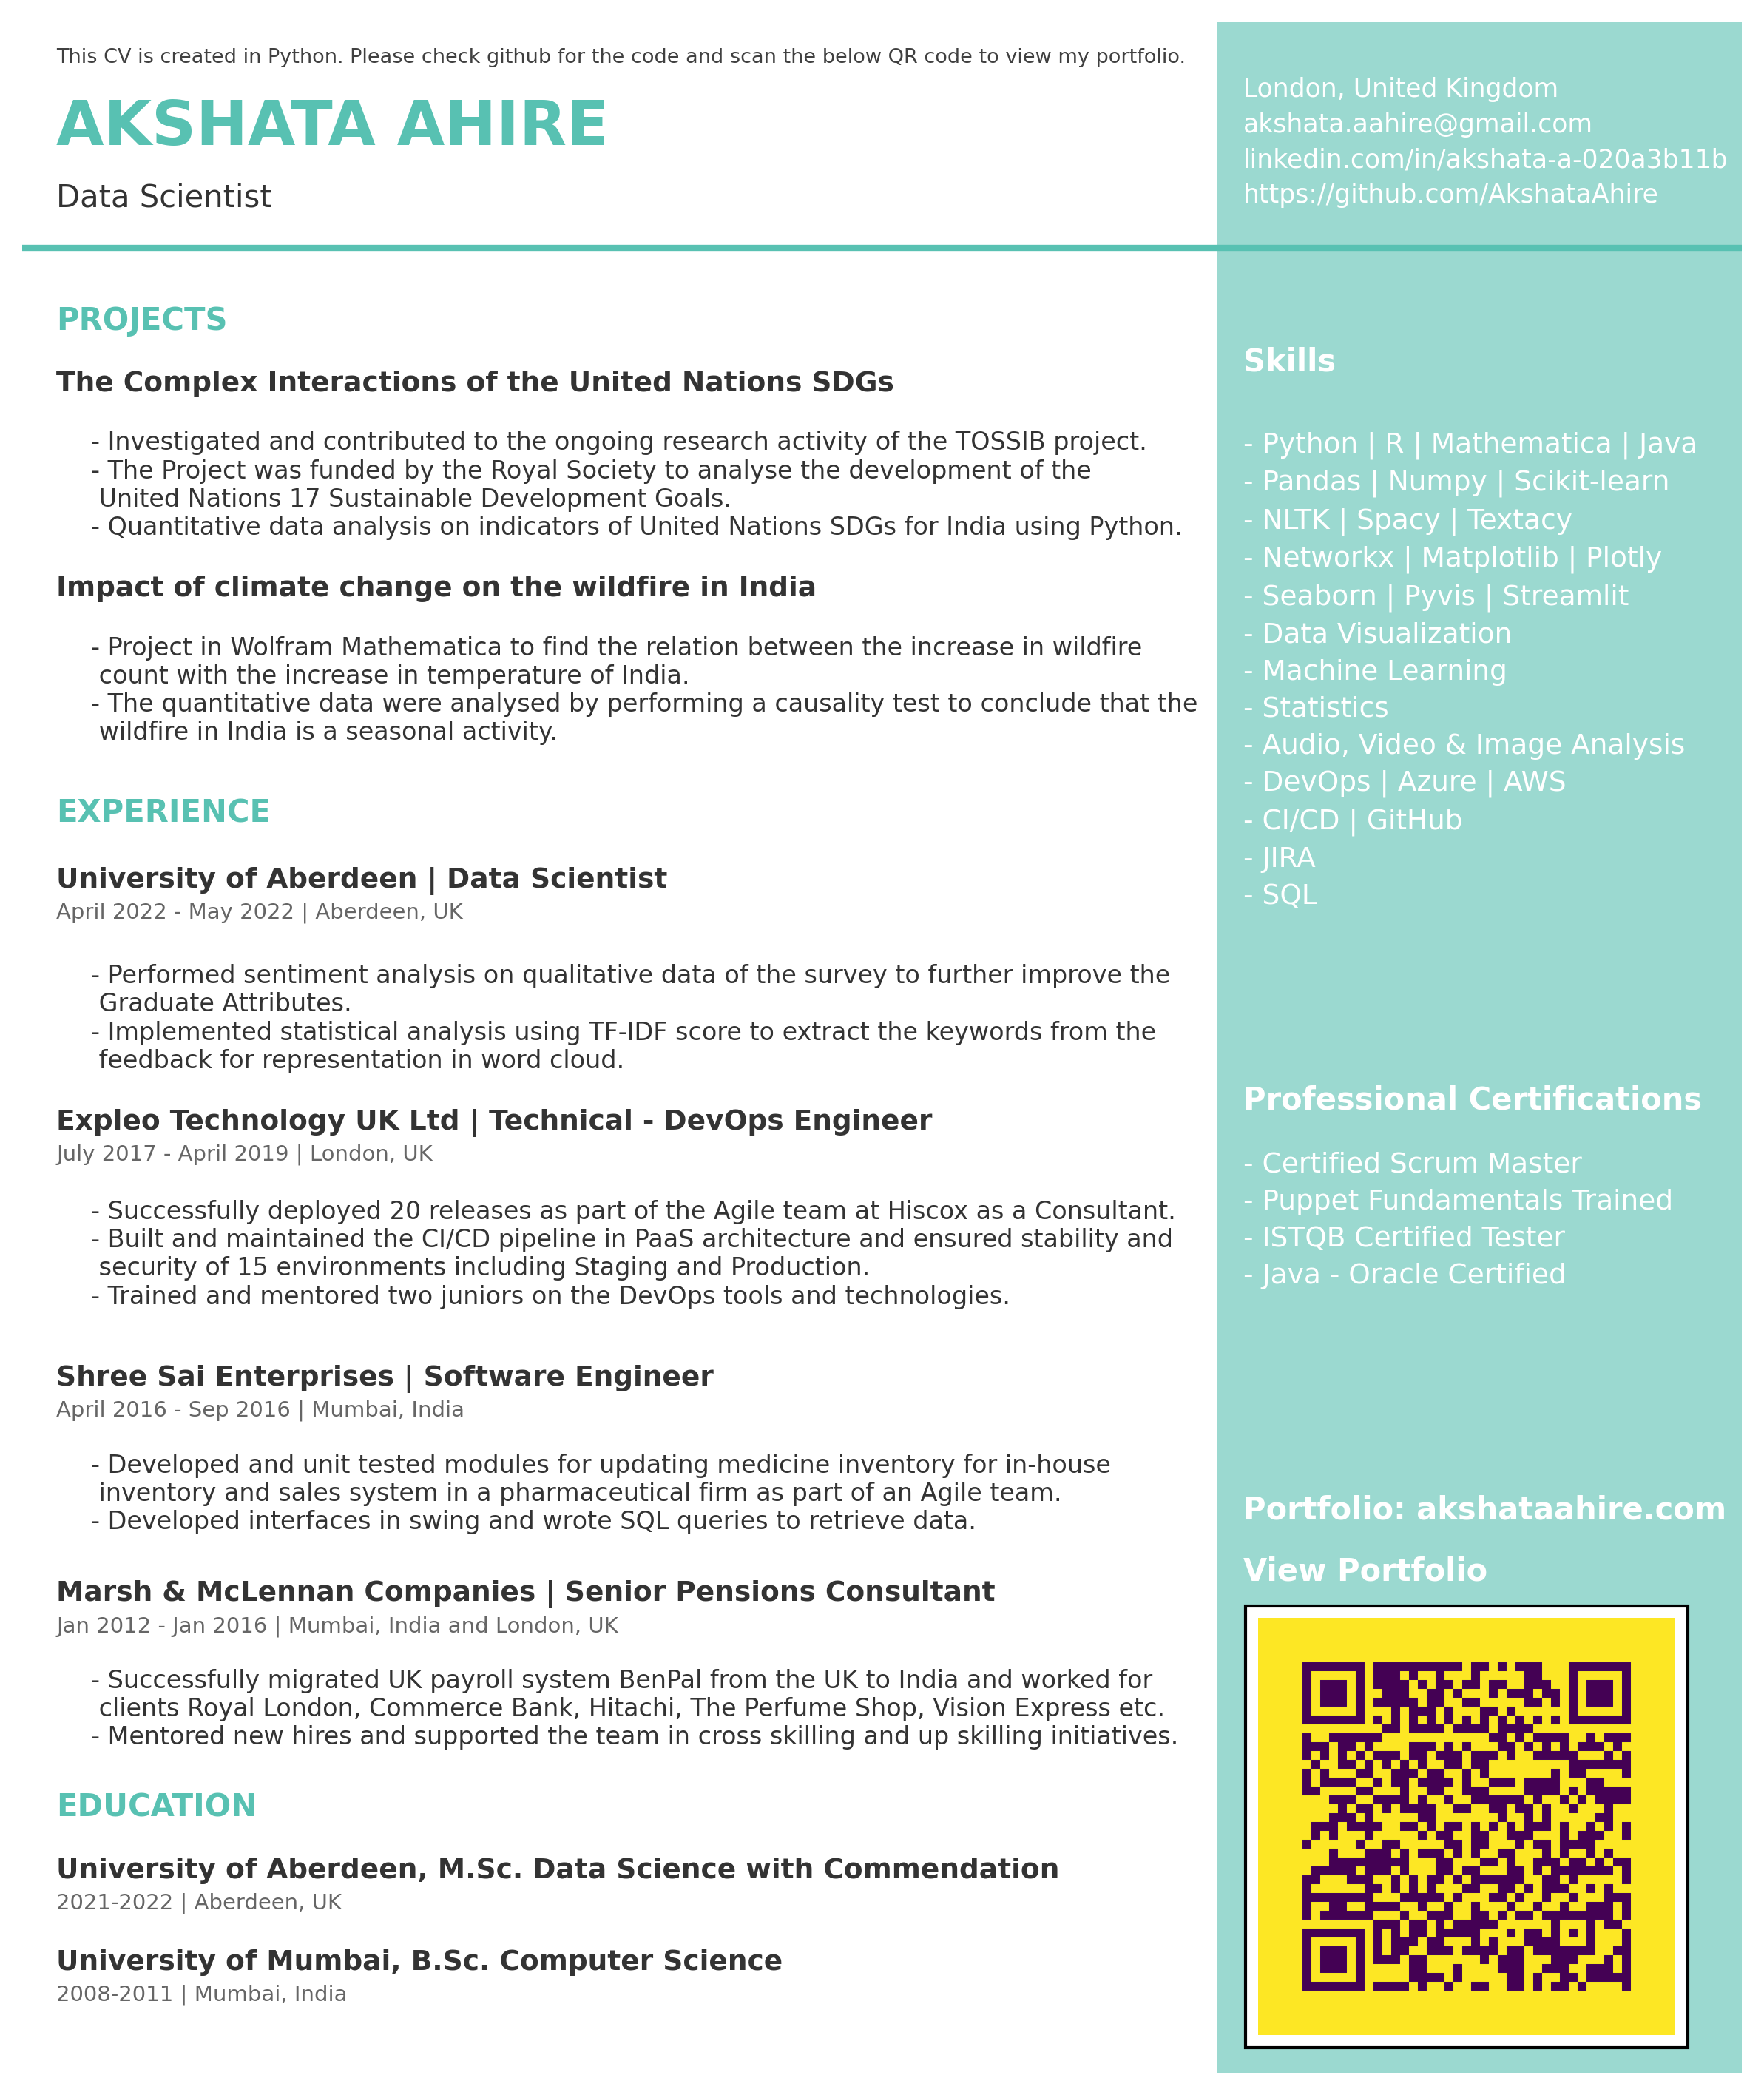 This CV is created in Python. Please check github for the code and scan the below QR code to view my portfolio.
AKSHATA AHIRE
Data Scientist
London, United Kingdom
akshata.aahire@gmail.com
linkedin.com/in/akshata-a-020a3b11b
https://github.com/AkshataAhire
PROJECTS
The Complex Interactions of the United Nations SDGs
- Investigated and contributed to the ongoing research activity of the TOSSIB project.
- The Project was funded by the Royal Society to analyse the development of the
United Nations 17 Sustainable Development Goals.
- Quantitative data analysis on indicators of United Nations SDGs for India using Python.
Impact of climate change on the wildfire in India
- Project in Wolfram Mathematica to find the relation between the increase in wildfire
count with the increase in temperature of India.
- The quantitative data were analysed by performing a causality test to conclude that the
wildfire in India is a seasonal activity.
EXPERIENCE
University of Aberdeen | Data Scientist
April 2022 - May 2022 | Aberdeen, UK
- Performed sentiment analysis on qualitative data of the survey to further improve the
Graduate Attributes.
- Implemented statistical analysis using TF-IDF score to extract the keywords from the
feedback for representation in word cloud.
Expleo Technology UK Ltd | Technical - DevOps Engineer
July 2017 - April 2019 | London, UK
- Successfully deployed 20 releases as part of the Agile team at Hiscox as a Consultant.
- Built and maintained the CI/CD pipeline in PaaS architecture and ensured stability and
security of 15 environments including Staging and Production.
- Trained and mentored two juniors on the DevOps tools and technologies.
Shree Sai Enterprises | Software Engineer
April 2016 - Sep 2016 | Mumbai, India
- Developed and unit tested modules for updating medicine inventory for in-house
inventory and sales system in a pharmaceutical firm as part of an Agile team.
- Developed interfaces in swing and wrote SQL queries to retrieve data.
Marsh & McLennan Companies | Senior Pensions Consultant
Jan 2012 - Jan 2016 | Mumbai, India and London, UK
- Successfully migrated UK payroll system BenPal from the UK to India and worked for
clients Royal London, Commerce Bank, Hitachi, The Perfume Shop, Vision Express etc.
- Mentored new hires and supported the team in cross skilling and up skilling initiatives.
EDUCATION
University of Aberdeen, M.Sc. Data Science with Commendation
2021-2022 | Aberdeen, UK
University of Mumbai, B.Sc. Computer Science
2008-2011 | Mumbai, India
Skills
- Python | R | Mathematica | Java
- Pandas | Numpy | Scikit-learn
- NLTK | Spacy | Textacy
- Networkx | Matplotlib | Plotly
- Seaborn | Pyvis | Streamlit
- Data Visualization
- Machine Learning
- Statistics
- Audio, Video & Image Analysis
- DevOps | Azure | AWS
- CI/CD | GitHub
- JIRA
- SQL
Professional Certifications
- Certified Scrum Master
- Puppet Fundamentals Trained
- ISTQB Certified Tester
- Java - Oracle Certified
Portfolio: akshataahire.com
View Portfolio